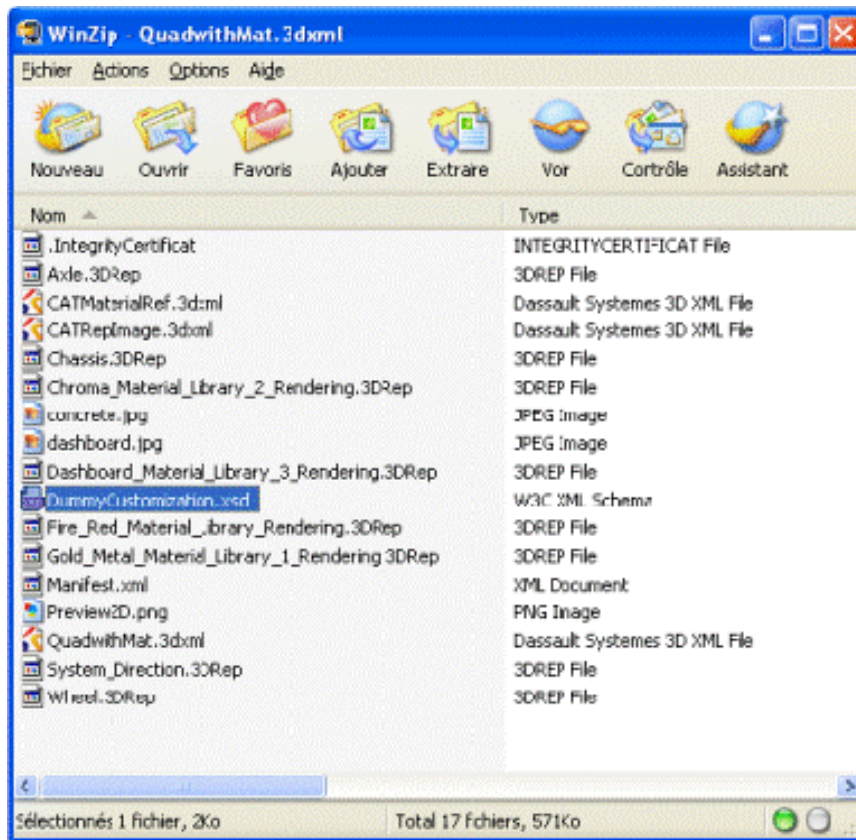 WinZip - QuadwithMat.3dxml
Fichier Actions Options Aide
Nouveau Ouvrir Favoris Ajouter Extraire Voir Contrôle Assistant
Nom Type
.IntegrityCertificat INTEGRITYCERTIFICAT File
Axle.3DRep 3DREP File
CATMaterialRef.3dxml Dassault Systemes 3D XML File
CATRepImage.3dxml Dassault Systemes 3D XML File
Chassis.3DRep 3DREP File
Chroma_Material_Library_2_Rendering.3DRep 3DREP File
concrete.jpg JPEG Image
dashboard.jpg JPEG Image
Dashboard_Material_Library_3_Rendering.3DRep 3DREP File
DummyCustomization.xsd W3C XML Schema
Fire_Red_Material_Library_Rendering.3DRep 3DREP File
Gold_Metal_Material_Library_1_Rendering.3DRep 3DREP File
Manifest.xml XML Document
Preview2D.png PNG Image
QuadwithMat.3dxml Dassault Systemes 3D XML File
System_Direction.3DRep 3DREP File
Wheel.3DRep 3DREP File
Sélectionnés 1 fichier, 2Ko Total 17 fichiers, 571Ko